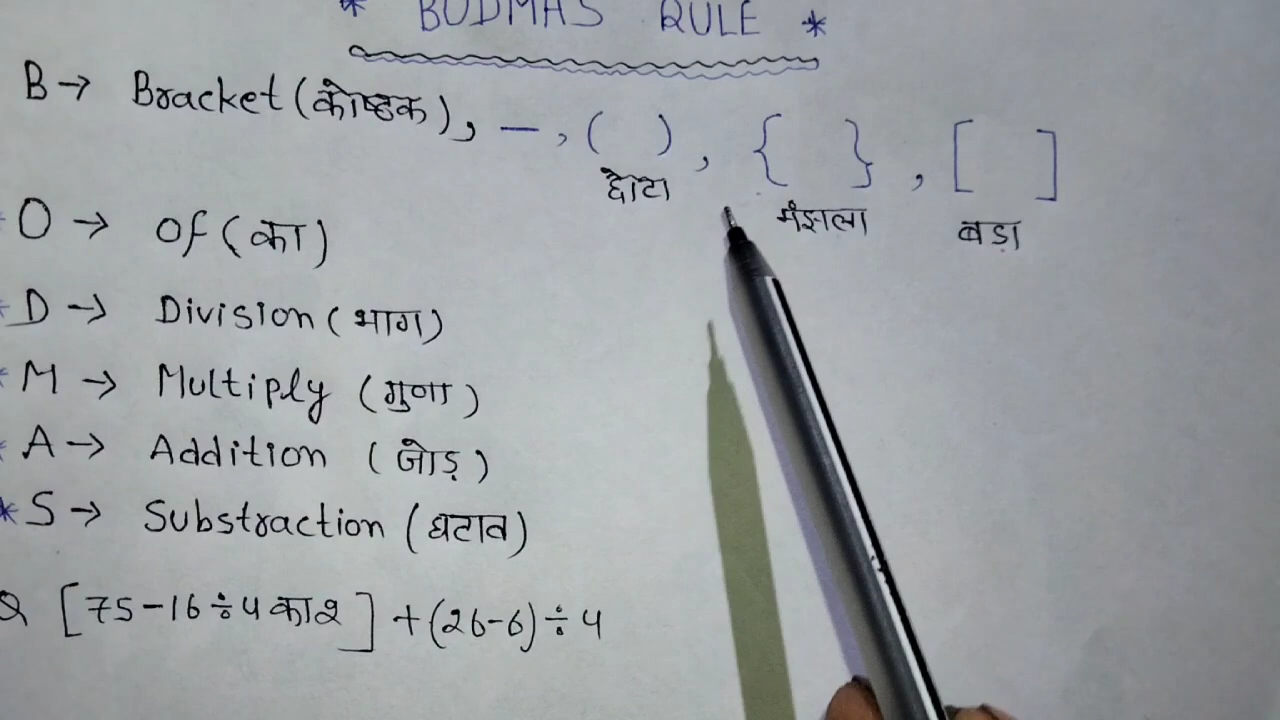 * BODMAS RULE *
B → Bracket (कोष्ठक), —, ( ), { }, [ ]
छोटा मंझला बड़ा
O → of (का)
* D → Division (भाग)
* M → Multiply (गुणा)
* A → Addition (जोड़)
* S → Substraction (घटाव)
Q [75-16÷4 का 2] + (26-6) ÷ 4